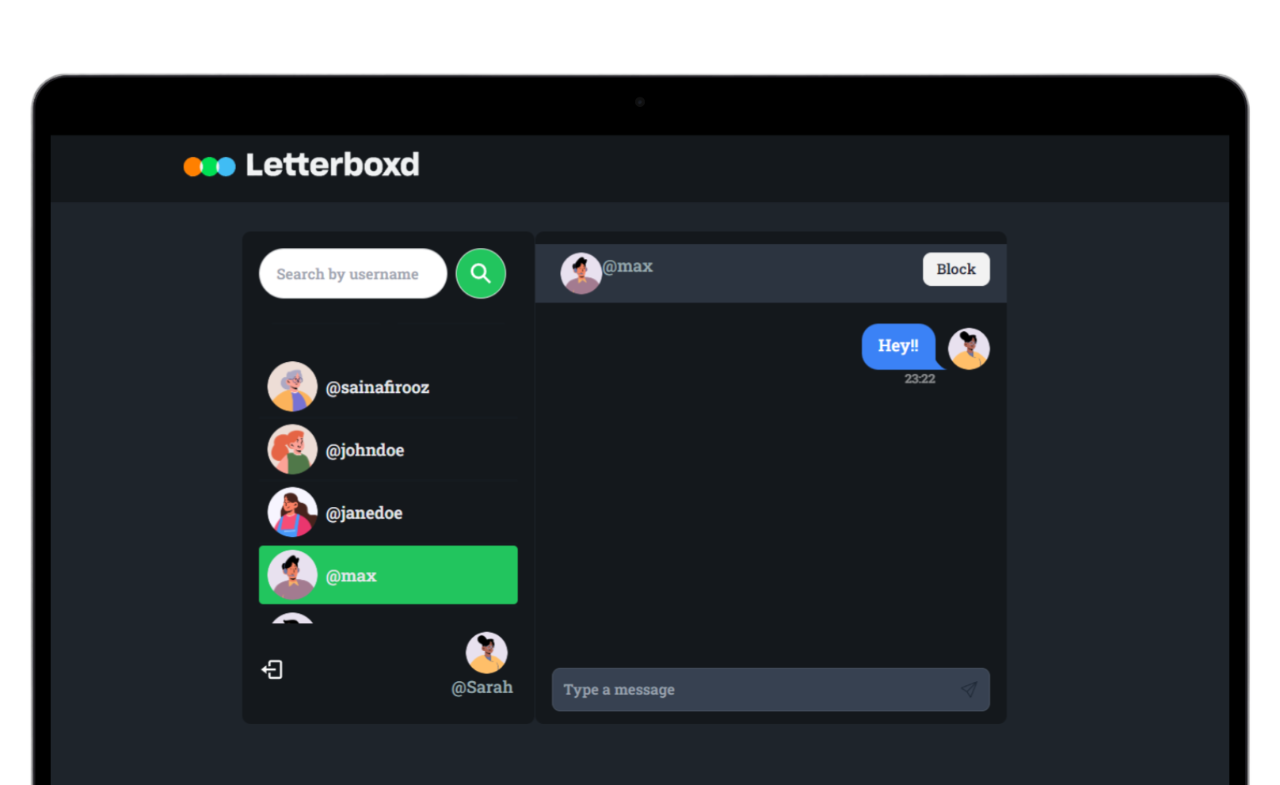 Letterboxd
Search by username
@sainafirooz
@johndoe
@janedoe
@max
@Sarah
@max
Block
Hey!!
23:22
Type a message